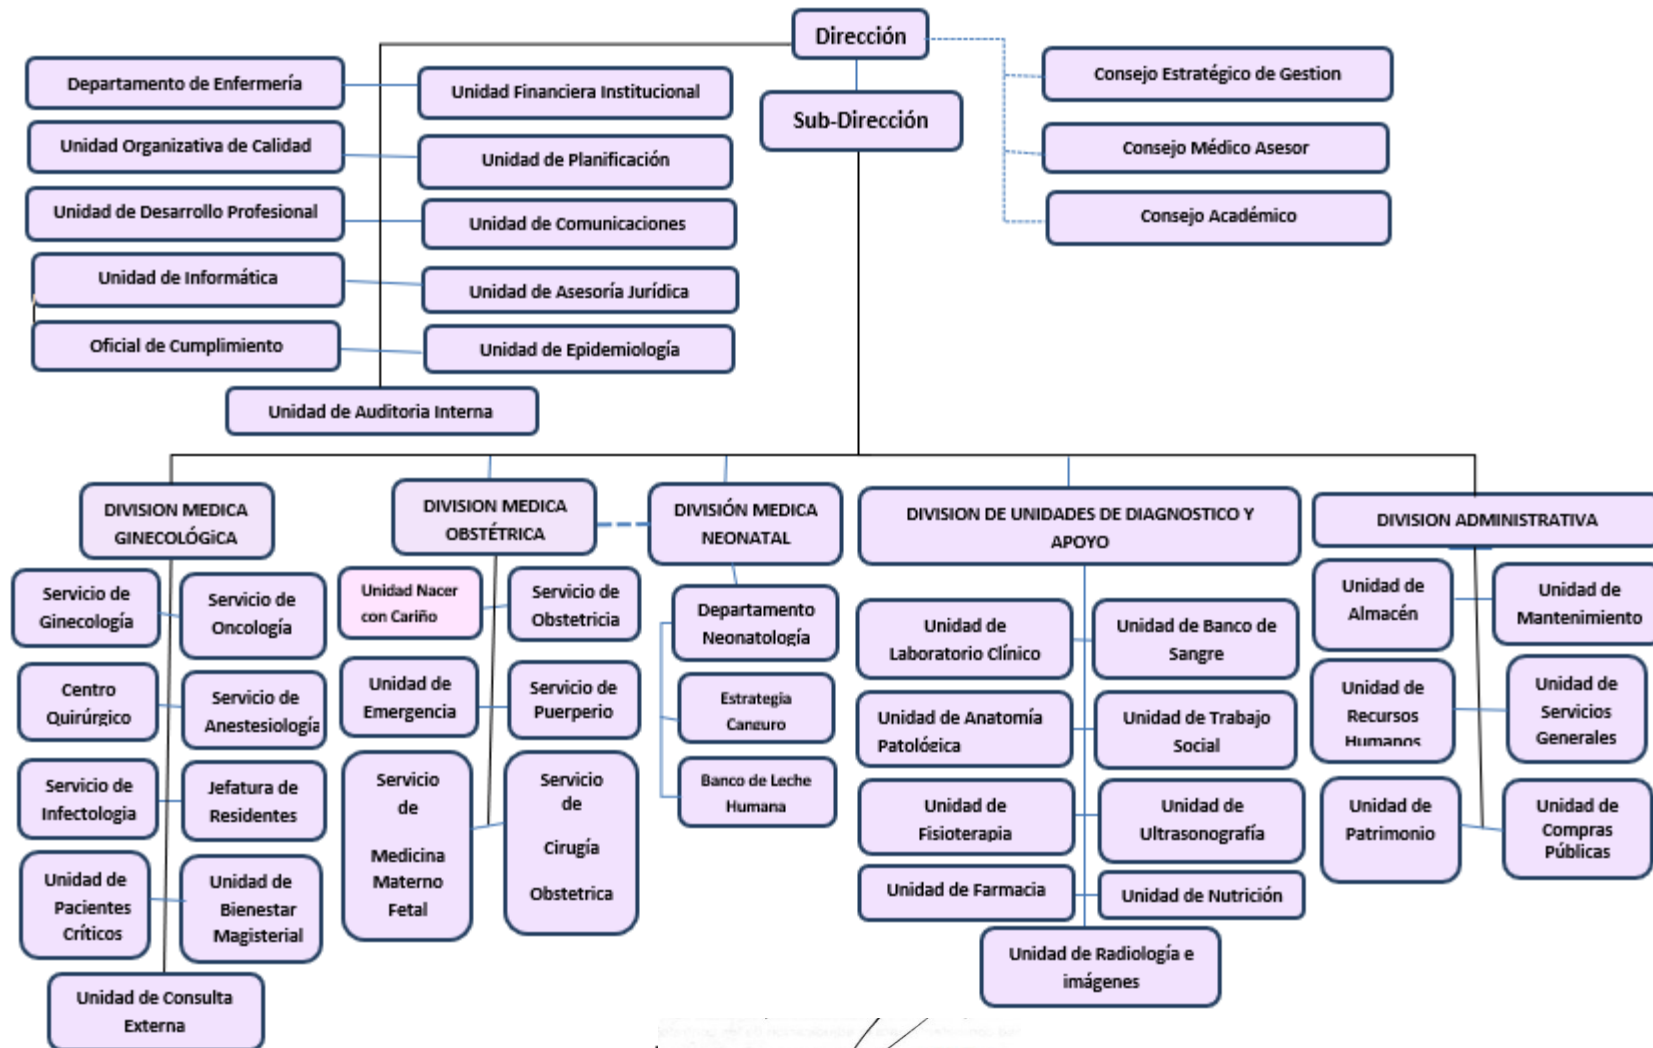 Dirección
Sub-Dirección
Consejo Estratégico de Gestion
Consejo Médico Asesor
Consejo Académico
Departamento de Enfermería
Unidad Financiera Institucional
Unidad Organizativa de Calidad
Unidad de Planificación
Unidad de Desarrollo Profesional
Unidad de Comunicaciones
Unidad de Informática
Unidad de Asesoría Jurídica
Oficial de Cumplimiento
Unidad de Epidemiología
Unidad de Auditoria Interna
DIVISION MEDICA
GINECOLÓGiCA
Servicio de
Ginecología
Servicio de
Oncología
Centro
Quirúrgico
Servicio de
Anestesiología
Servicio de
Infectologia
Jefatura de
Residentes
Unidad de
Pacientes
Críticos
Unidad de
Bienestar
Magisterial
Unidad de Consulta
Externa
DIVISION MEDICA
OBSTÉTRICA
Unidad Nacer
con Cariño
Servicio de
Obstetricia
Unidad de
Emergencia
Servicio de
Puerperio
Servicio
de
Medicina
Materno
Fetal
Servicio
de
Cirugía
Obstetrica
DIVISIÓN MEDICA
NEONATAL
Departamento
Neonatología
Estrategia
Canguro
Banco de Leche
Humana
DIVISION DE UNIDADES DE DIAGNOSTICO Y
APOYO
Unidad de
Laboratorio Clínico
Unidad de Banco de
Sangre
Unidad de Anatomía
Patológica
Unidad de Trabajo
Social
Unidad de
Fisioterapia
Unidad de
Ultrasonografía
Unidad de Farmacia
Unidad de Nutrición
Unidad de Radiología e
imágenes
DIVISION ADMINISTRATIVA
Unidad de
Almacén
Unidad de
Mantenimiento
Unidad de
Recursos
Humanos
Unidad de
Servicios
Generales
Unidad de
Patrimonio
Unidad de
Compras
Públicas